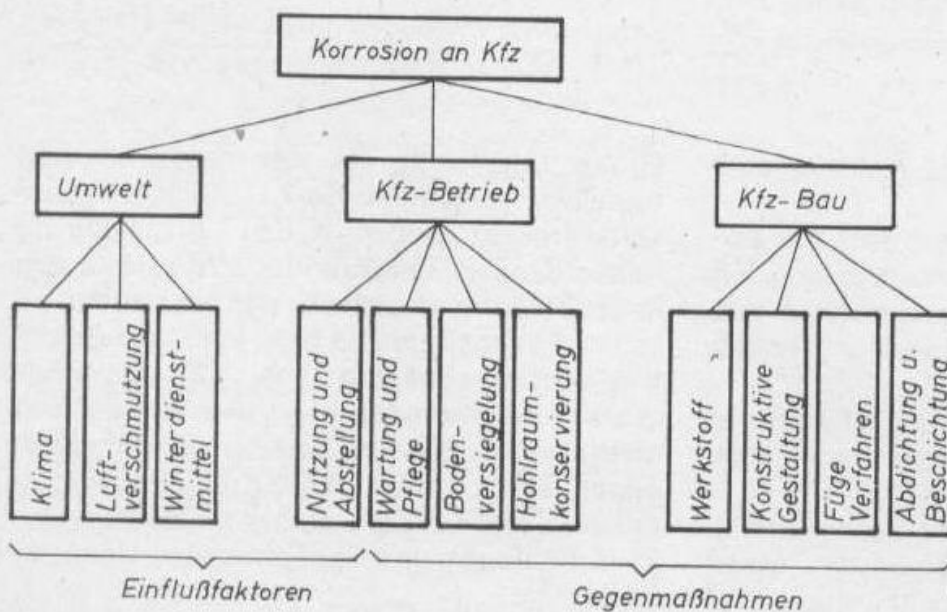 Korrosion an Kfz
Umwelt
Kfz-Betrieb
Kfz-Bau
Klima
Luft-
verschmutzung
Winterdienst-
mittel
Nutzung und
Abstellung
Wartung und
Pflege
Boden-
versiegelung
Hohlraum-
konservierung
Werkstoff
Konstruktive
Gestaltung
Füge
Verfahren
Abdichtung u.
Beschichtung
Einflußfaktoren
Gegenmaßnahmen